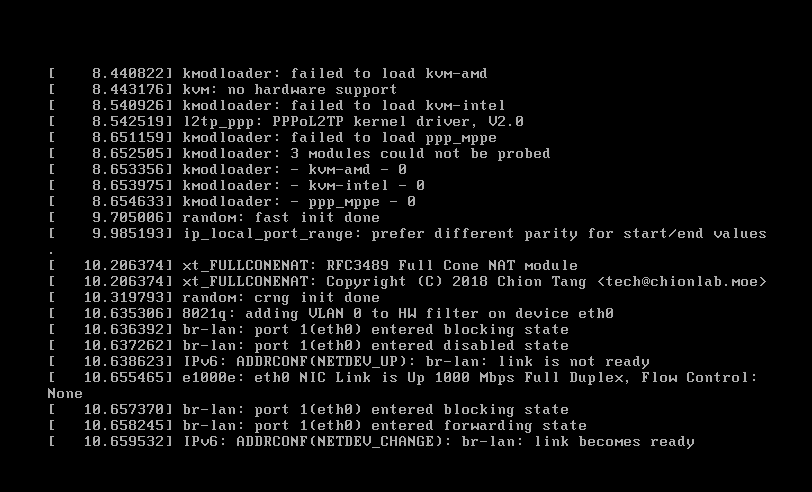 [    8.440822] kmodloader: failed to load kvm-amd
[    8.443176] kvm: no hardware support
[    8.540926] kmodloader: failed to load kvm-intel
[    8.542519] l2tp_ppp: PPPoL2TP kernel driver, V2.0
[    8.651159] kmodloader: failed to load ppp_mppe
[    8.652505] kmodloader: 3 modules could not be probed
[    8.653356] kmodloader: - kvm-amd - 0
[    8.653975] kmodloader: - kvm-intel - 0
[    8.654633] kmodloader: - ppp_mppe - 0
[    9.705006] random: fast init done
[    9.985193] ip_local_port_range: prefer different parity for start/end values
.
[   10.206374] xt_FULLCONENAT: RFC3489 Full Cone NAT module
[   10.206374] xt_FULLCONENAT: Copyright (C) 2018 Chion Tang <tech@chionlab.moe>
[   10.319793] random: crng init done
[   10.635306] 8021q: adding VLAN 0 to HW filter on device eth0
[   10.636392] br-lan: port 1(eth0) entered blocking state
[   10.637262] br-lan: port 1(eth0) entered disabled state
[   10.638623] IPv6: ADDRCONF(NETDEV_UP): br-lan: link is not ready
[   10.655465] e1000e: eth0 NIC Link is Up 1000 Mbps Full Duplex, Flow Control:
None
[   10.657370] br-lan: port 1(eth0) entered blocking state
[   10.658245] br-lan: port 1(eth0) entered forwarding state
[   10.659532] IPv6: ADDRCONF(NETDEV_CHANGE): br-lan: link becomes ready